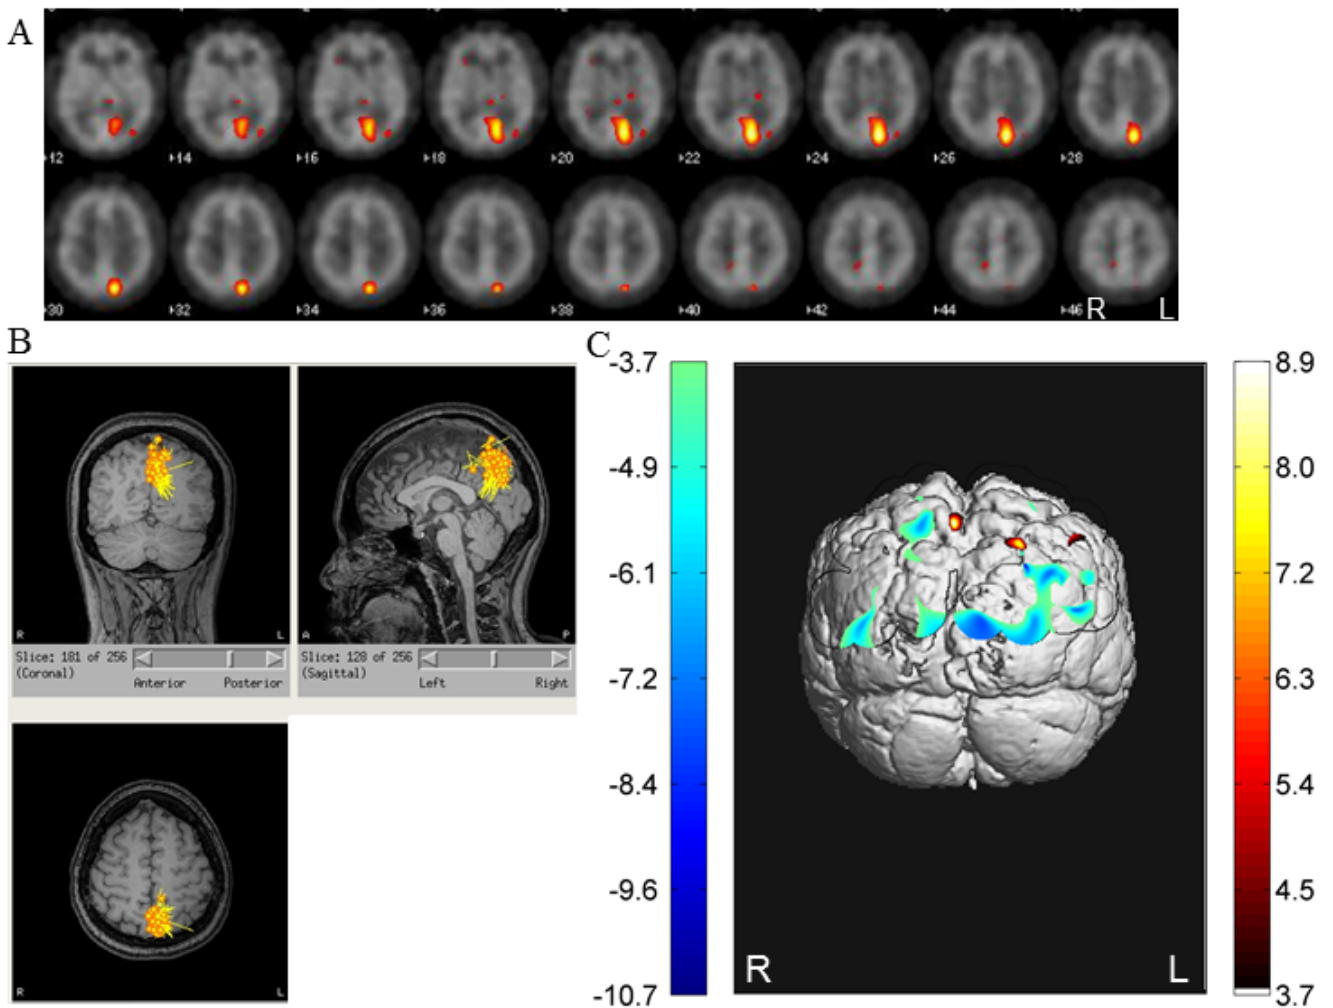 A
12 14 16 18 20 22 24 26 28
30 32 34 36 38 40 42 44 46 R L
B
R L
A P
Slice: 181 of 256
(Coronal)
Anterior Posterior
Slice: 128 of 256
(Sagittal)
Left Right
R L
C
-3.7
-4.9
-6.1
-7.2
-8.4
-9.6
-10.7
R L
8.9
8.0
7.2
6.3
5.4
4.5
3.7